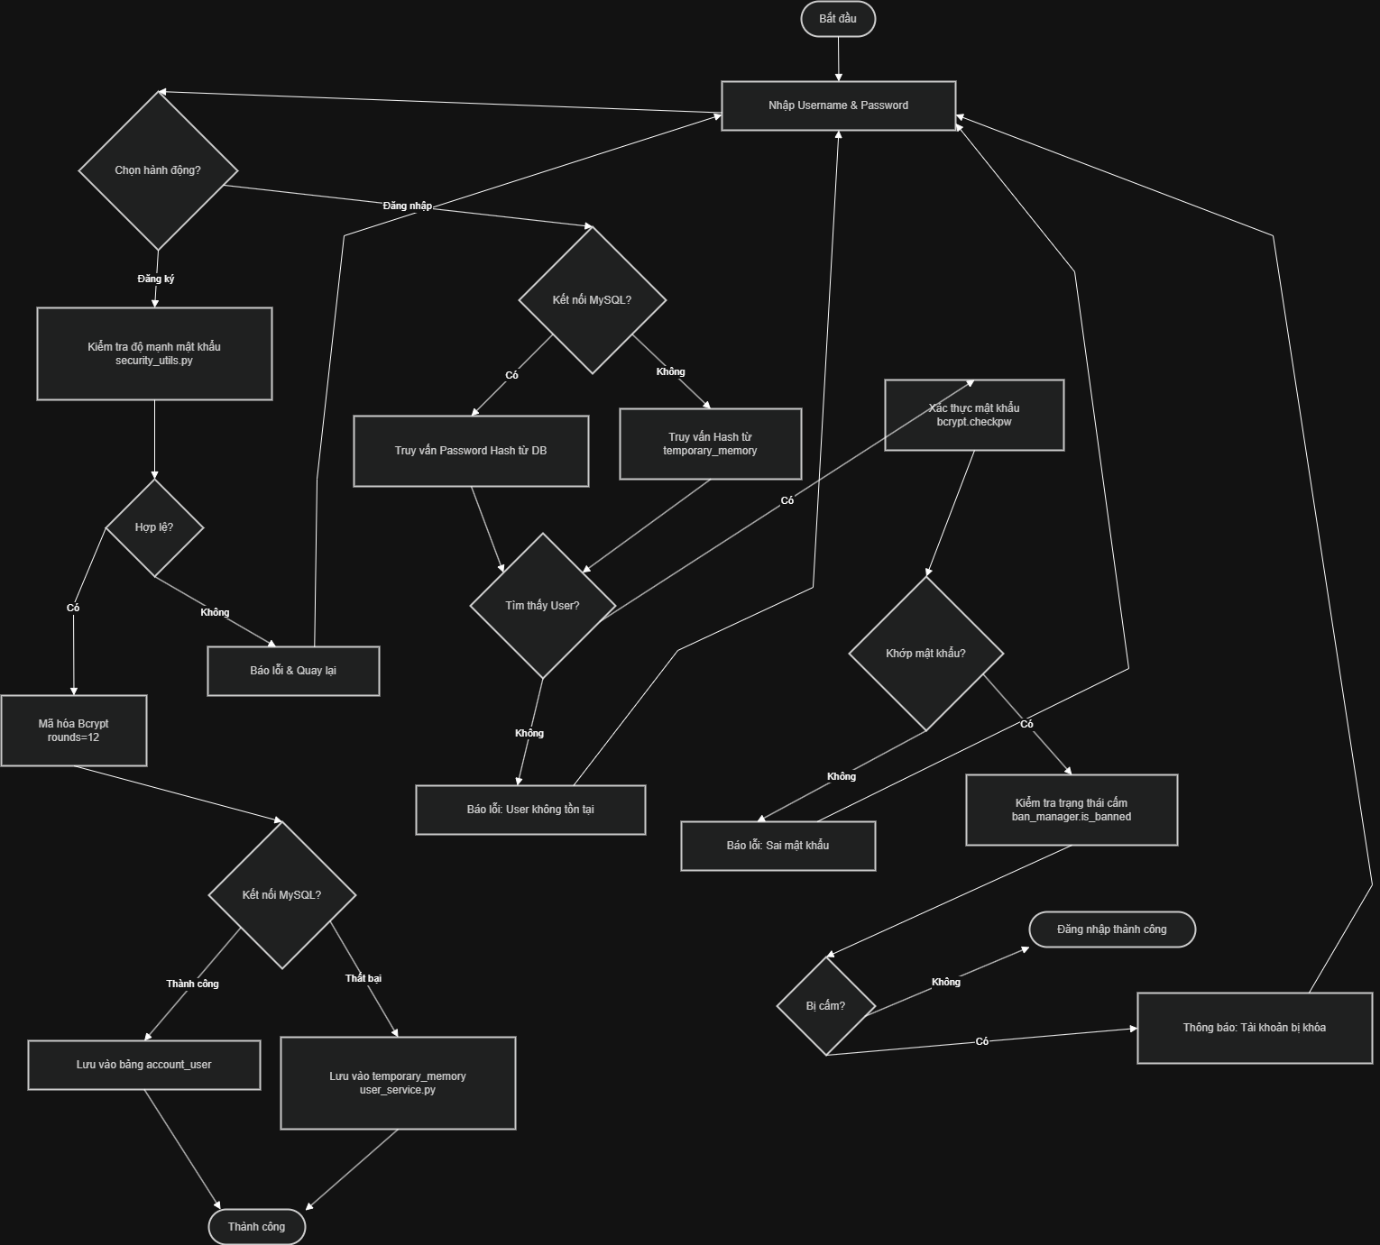 Bắt đầu
Nhập Username & Password
Chọn hành động?
Đăng nhập
Đăng ký
Kết nối MySQL?
Kiểm tra độ mạnh mật khẩu
security_utils.py
Có
Không
Xác thực mật khẩu
bcrypt.checkpw
Truy vấn Password Hash từ DB
Truy vấn Hash từ
temporary_memory
Có
Hợp lệ?
Tìm thấy User?
Có
Không
Khớp mật khẩu?
Báo lỗi & Quay lại
Mã hóa Bcrypt
rounds=12
Không
Có
Không
Báo lỗi: User không tồn tại
Kiểm tra trạng thái cấm
ban_manager.is_banned
Báo lỗi: Sai mật khẩu
Kết nối MySQL?
Đăng nhập thành công
Thành công
Thất bại
Không
Bị cấm?
Có
Thông báo: Tài khoản bị khóa
Lưu vào bảng account_user
Lưu vào temporary_memory
user_service.py
Thành công